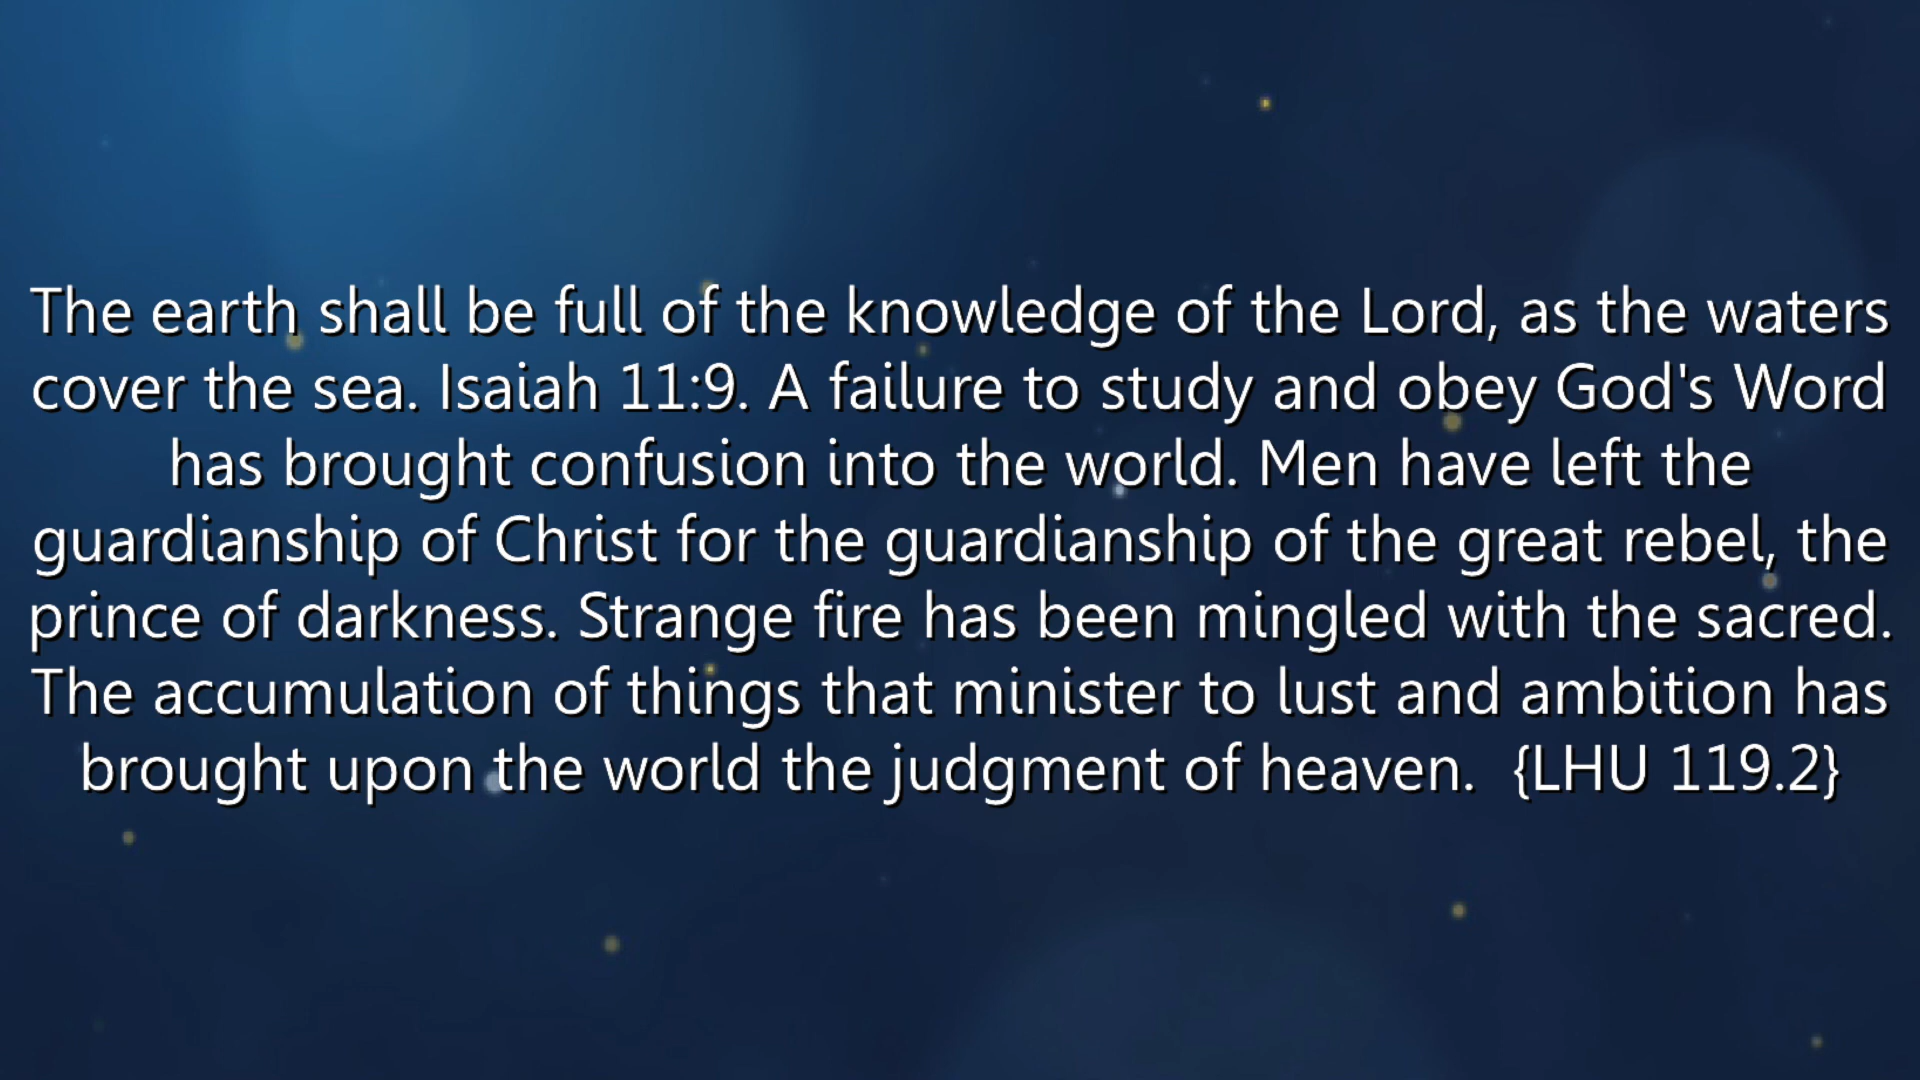 The earth shall be full of the knowledge of the Lord, as the waters
cover the sea. Isaiah 11:9. A failure to study and obey God's Word
has brought confusion into the world. Men have left the
guardianship of Christ for the guardianship of the great rebel, the
prince of darkness. Strange fire has been mingled with the sacred.
The accumulation of things that minister to lust and ambition has
brought upon the world the judgment of heaven.  {LHU 119.2}